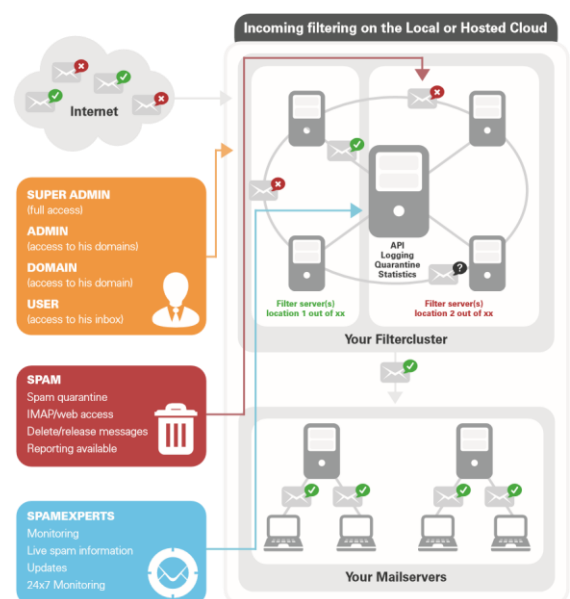 Incoming filtering on the Local or Hosted Cloud
Internet
SUPER ADMIN
(full access)
ADMIN
(access to his domains)
DOMAIN
(access to his domain)
USER
(access to his inbox)
API
Logging
Quarantine
Statistics
?
Filter server(s)
location 1 out of xx
Filter server(s)
location 2 out of xx
Your Filtercluster
SPAM
Spam quarantine
IMAP/web access
Delete/release messages
Reporting available
SPAMEXPERTS
Monitoring
Live spam information
Updates
24x7 Monitoring
Your Mailservers